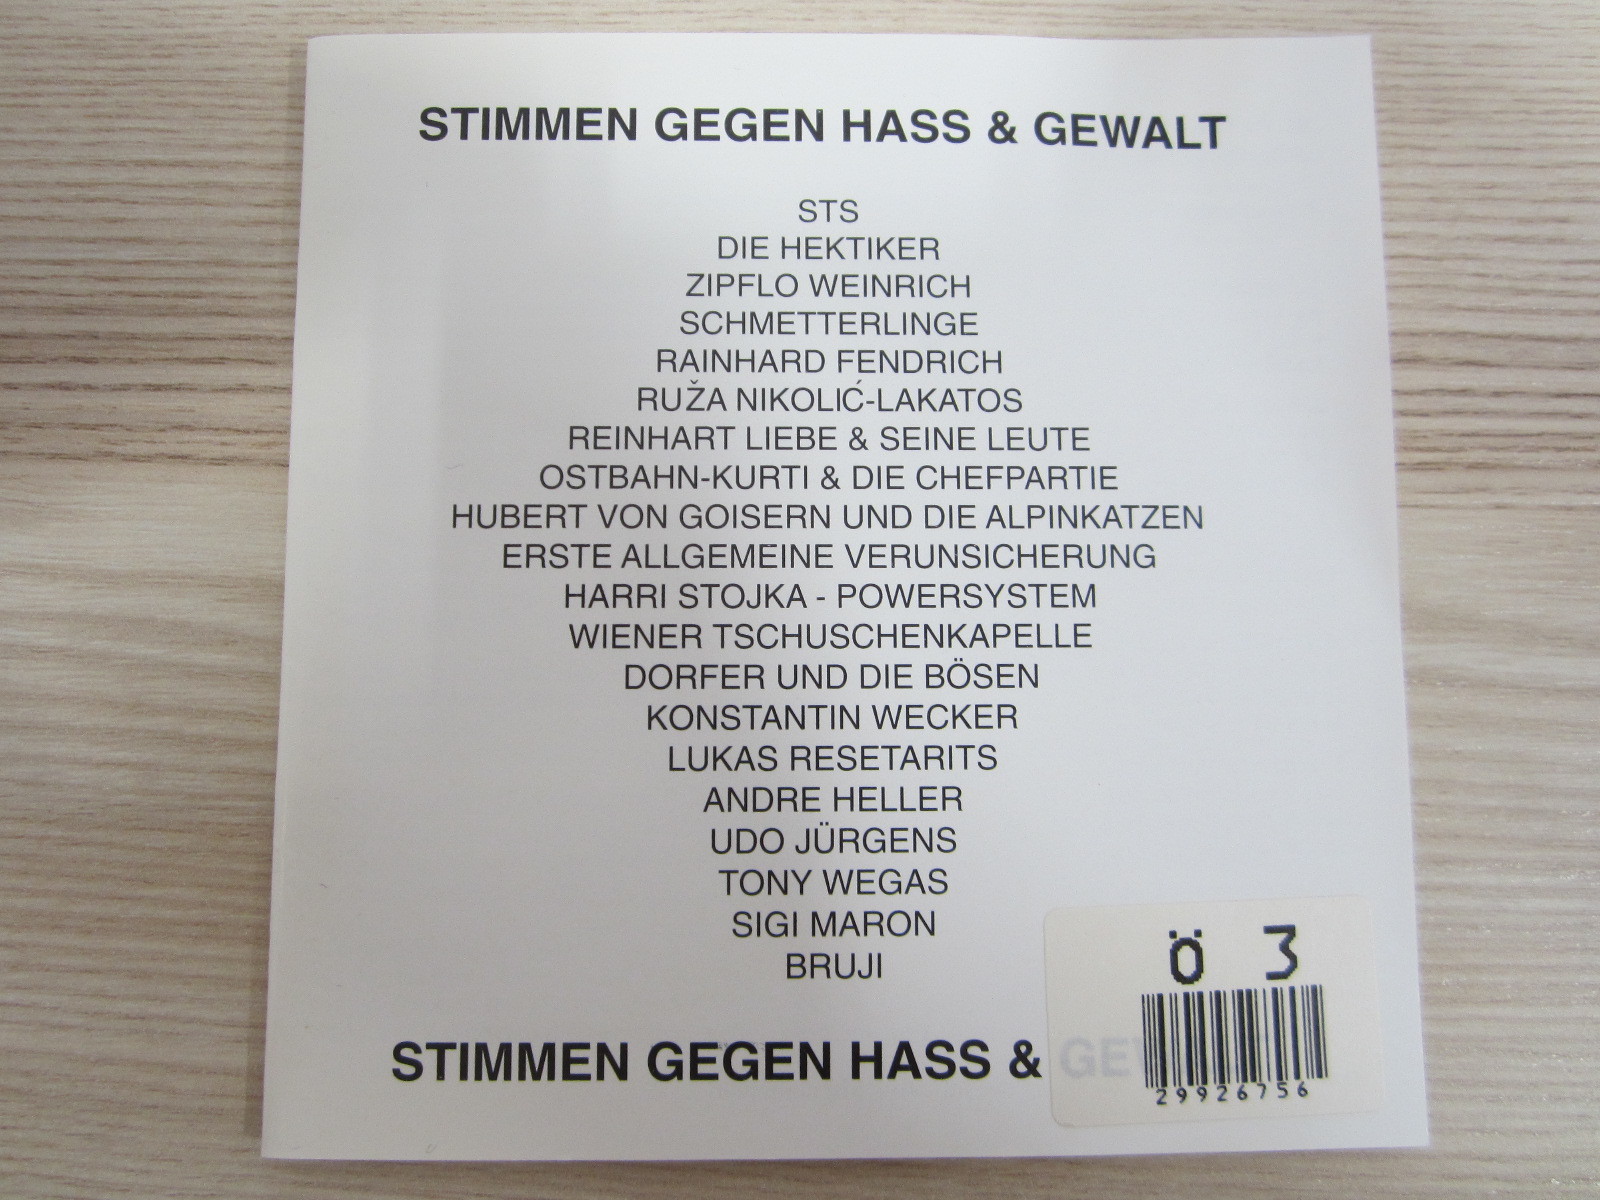 STIMMEN GEGEN HASS & GEWALT
STS
DIE HEKTIKER
ZIPFLO WEINRICH
SCHMETTERLINGE
RAINHARD FENDRICH
RUŽA NIKOLIĆ-LAKATOS
REINHART LIEBE & SEINE LEUTE
OSTBAHN-KURTI & DIE CHEFPARTIE
HUBERT VON GOISERN UND DIE ALPINKATZEN
ERSTE ALLGEMEINE VERUNSICHERUNG
HARRI STOJKA - POWERSYSTEM
WIENER TSCHUSCHENKAPELLE
DORFER UND DIE BÖSEN
KONSTANTIN WECKER
LUKAS RESETARITS
ANDRE HELLER
UDO JÜRGENS
TONY WEGAS
SIGI MARON
BRUJI
Ö 3
STIMMEN GEGEN HASS &
29926756